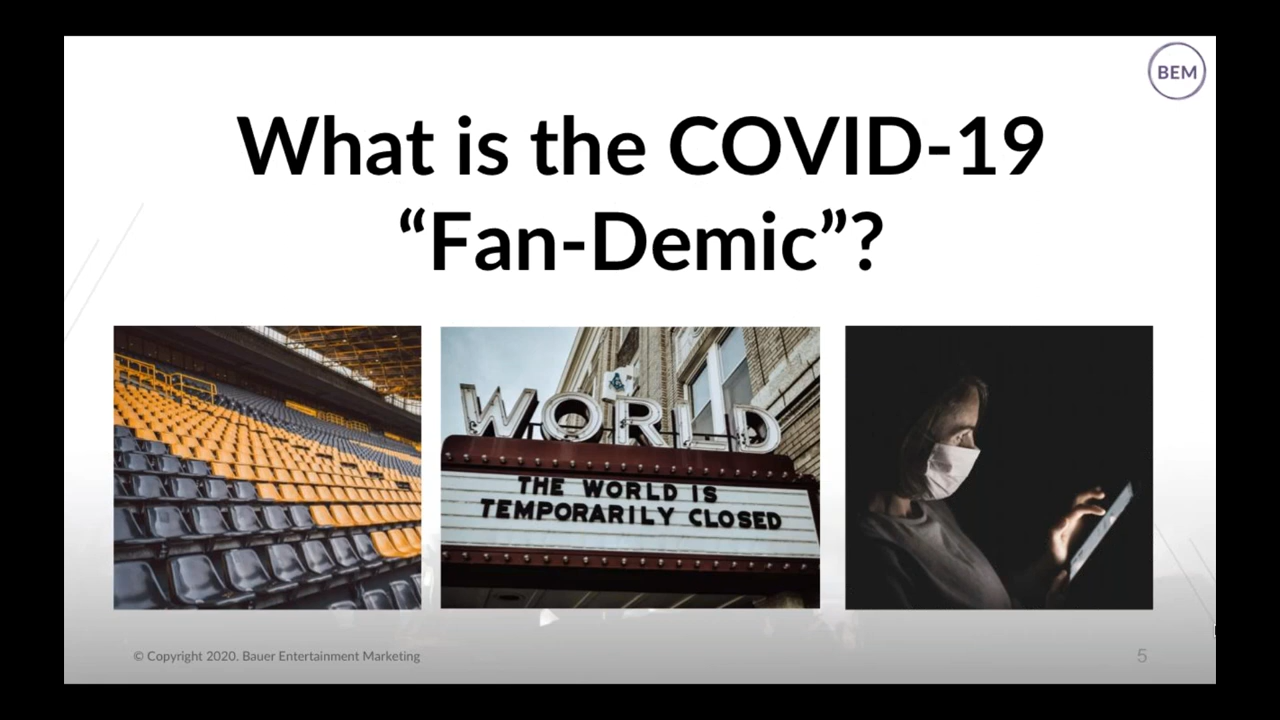 BEM
What is the COVID-19
“Fan-Demic”?
WORLD
THE WORLD IS
TEMPORARILY CLOSED
© Copyright 2020. Bauer Entertainment Marketing
5